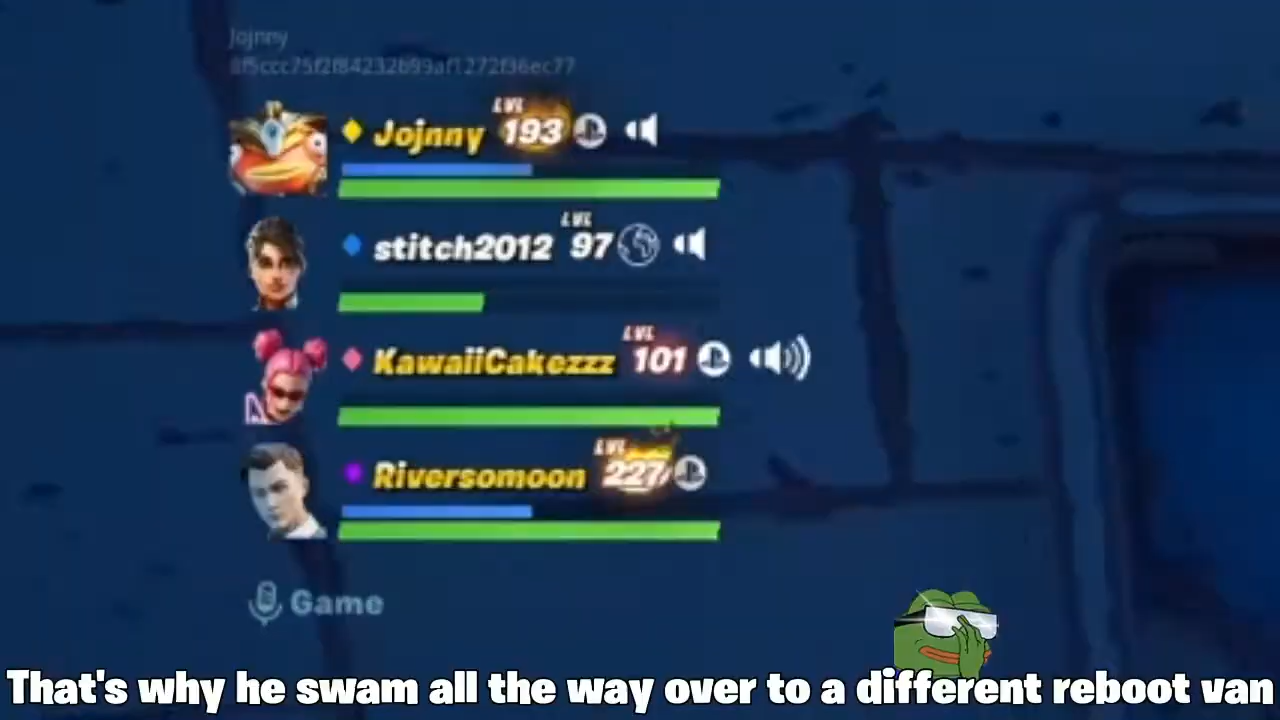 Jojnny
8f5ccc75f2f84232b99af1272f36ec77
LVL
Jojnny 193
LVL
stitch2012 97
LVL
KawaiiCakezzz 101
LVL
Riversomoon 227
Game
That's why he swam all the way over to a different reboot van